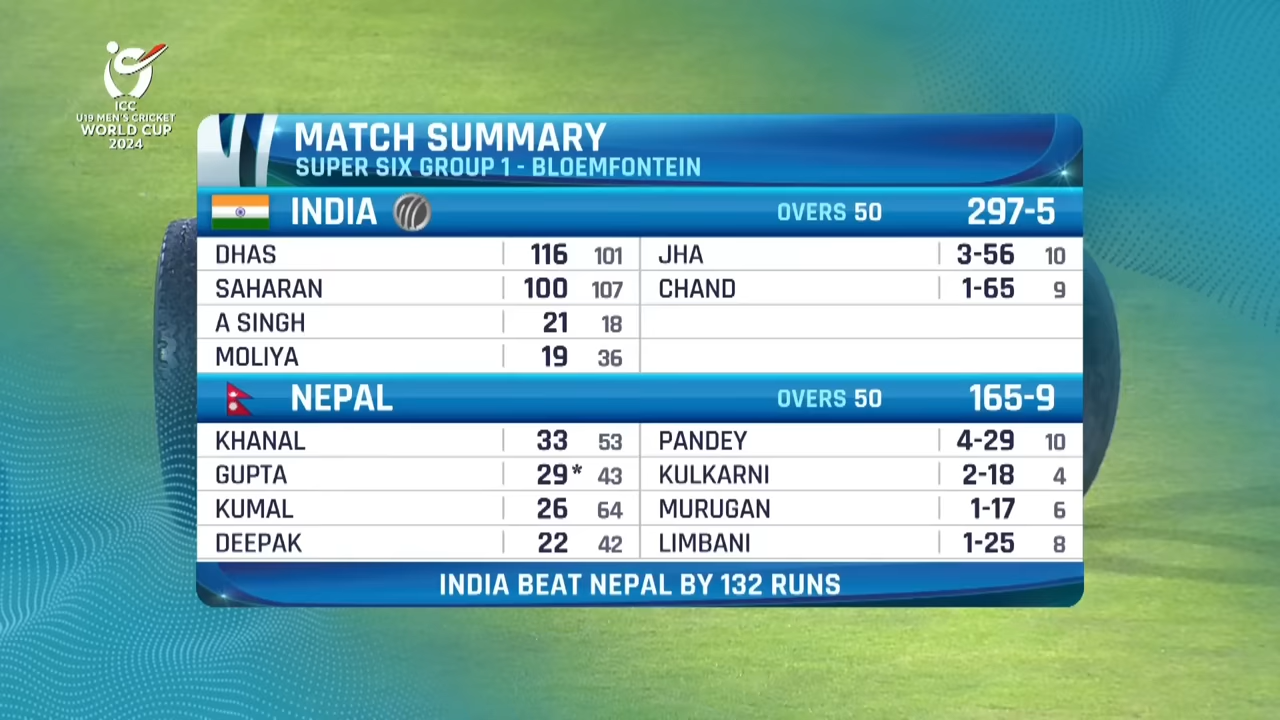 ICC
U19 MEN'S CRICKET
WORLD CUP
2024
MATCH SUMMARY
SUPER SIX GROUP 1 - BLOEMFONTEIN
INDIA OVERS 50 297-5
DHAS 116 101 JHA 3-56 10
SAHARAN 100 107 CHAND 1-65 9
A SINGH 21 18
MOLIYA 19 36
NEPAL OVERS 50 165-9
KHANAL 33 53 PANDEY 4-29 10
GUPTA 29* 43 KULKARNI 2-18 4
KUMAL 26 64 MURUGAN 1-17 6
DEEPAK 22 42 LIMBANI 1-25 8
INDIA BEAT NEPAL BY 132 RUNS